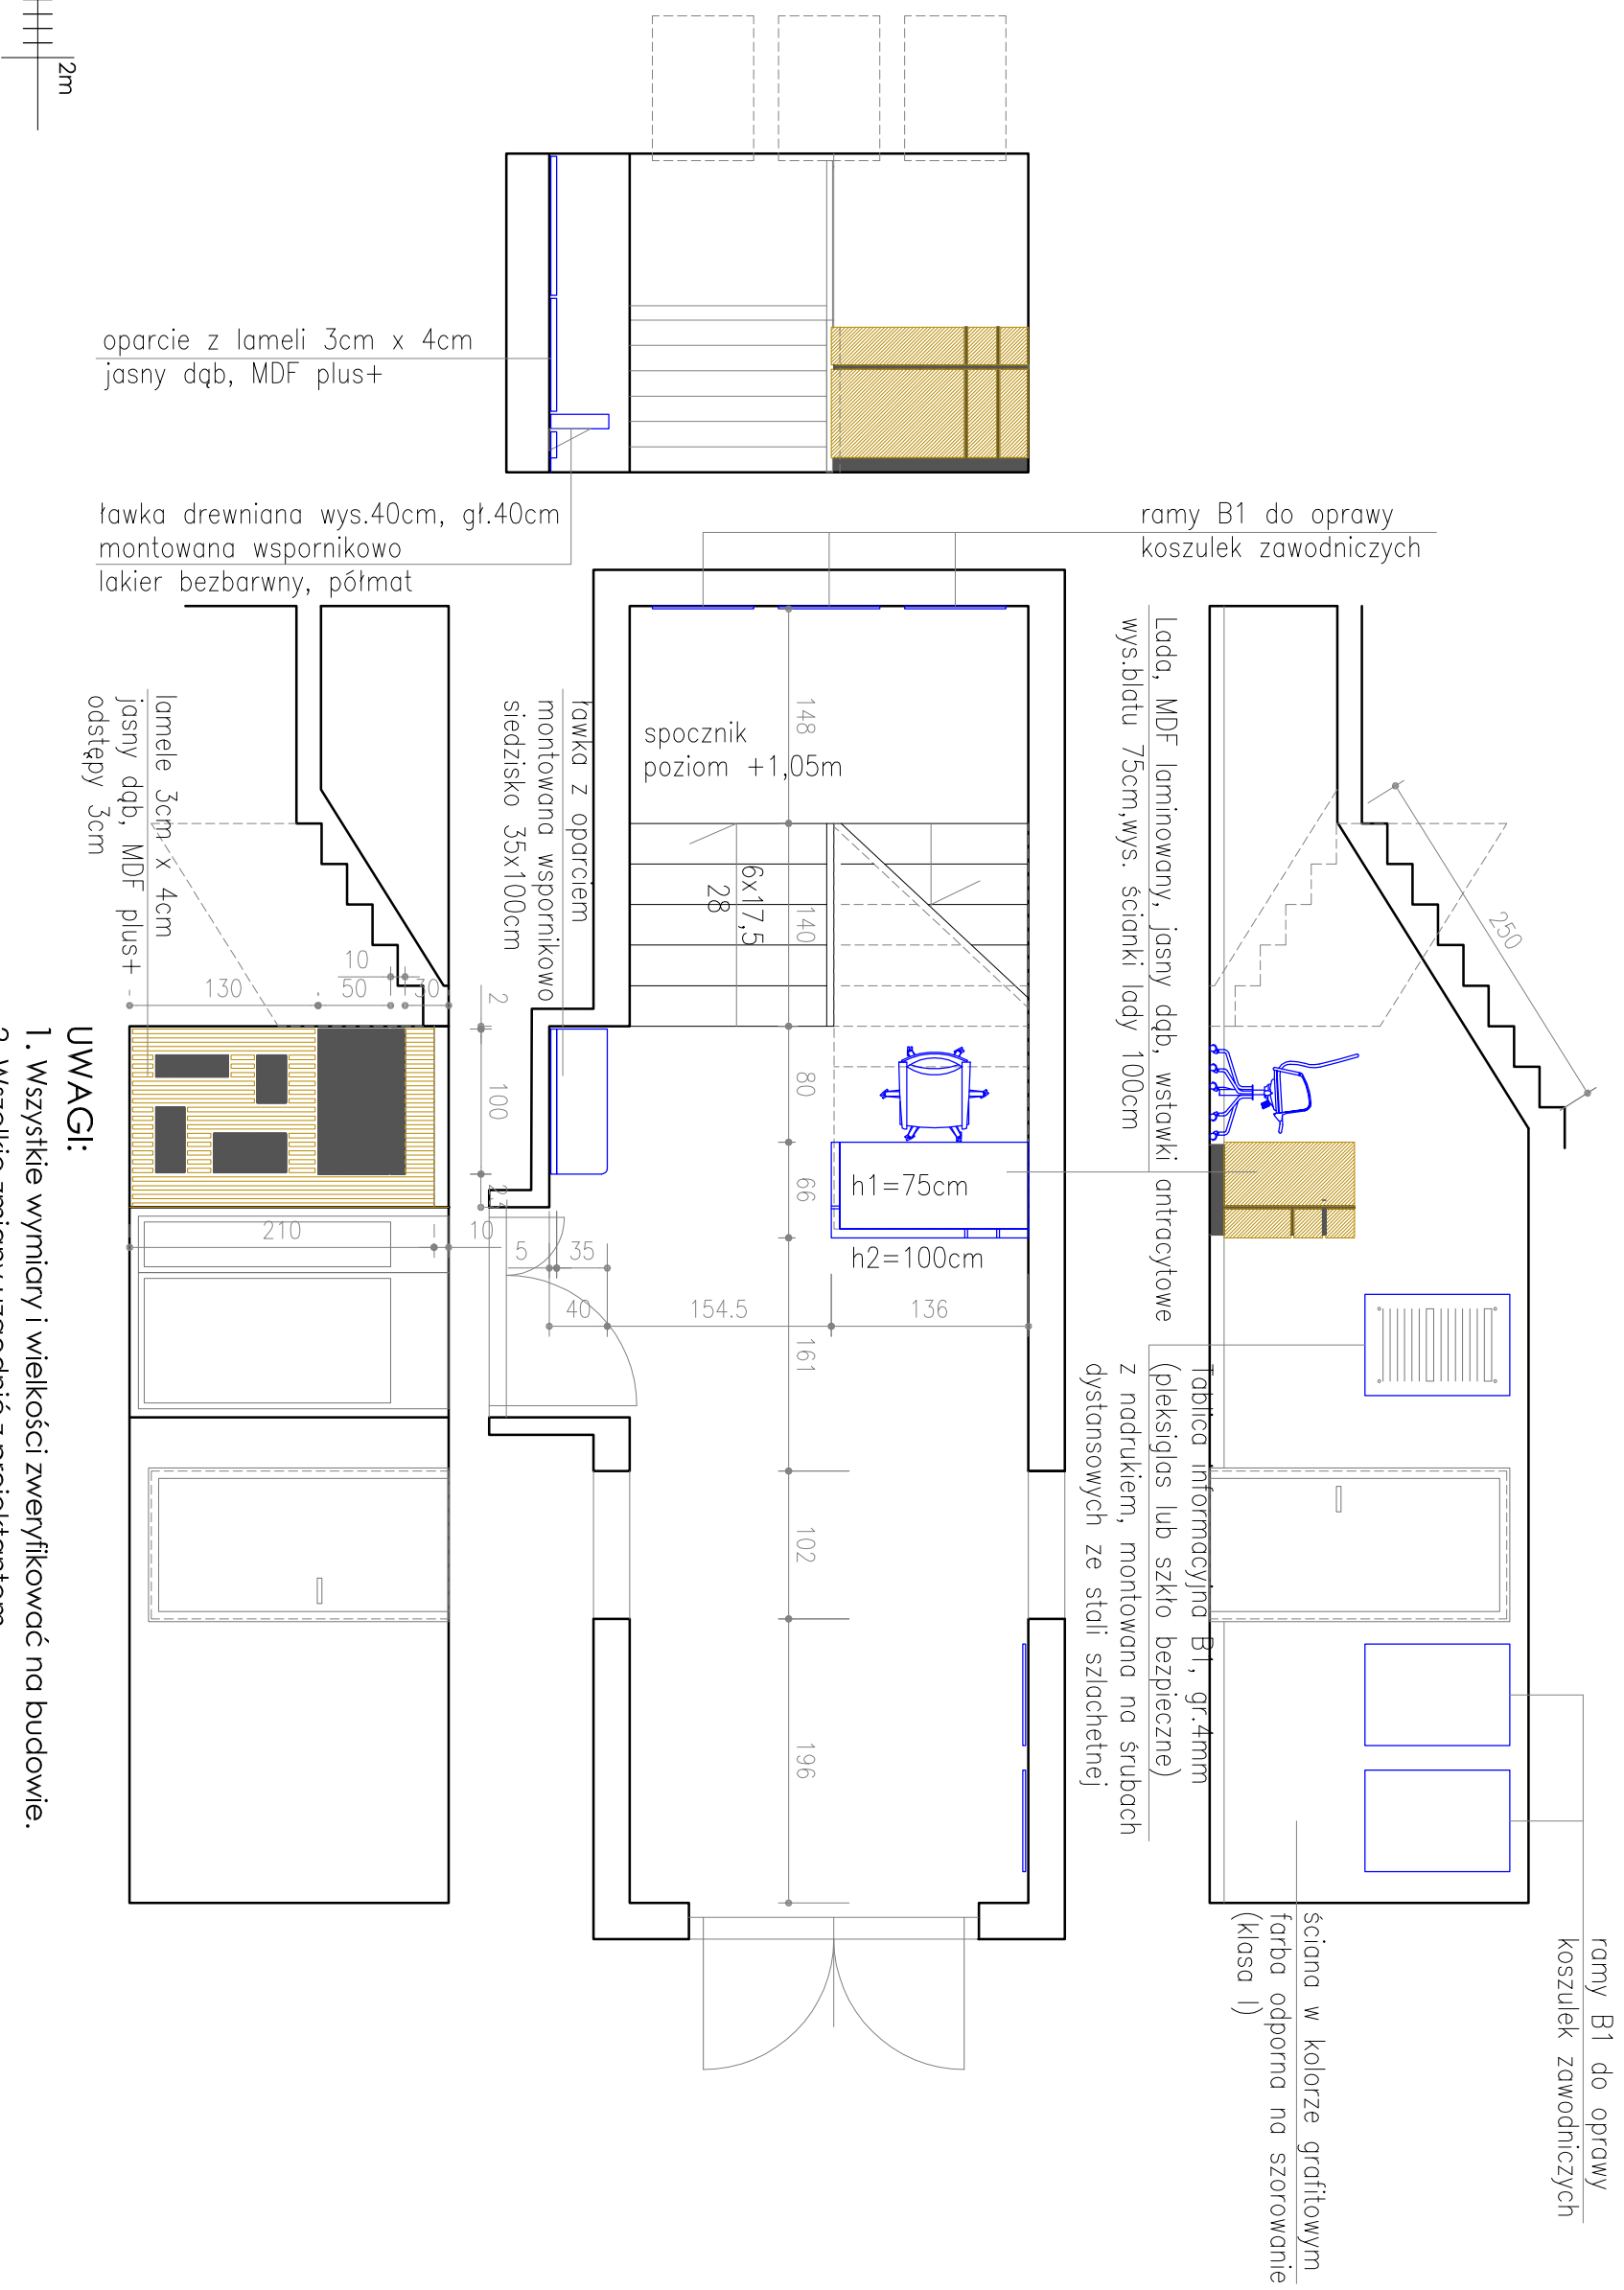 2m
oparcie z lameli 3cm x 4cm
jasny dąb, MDF plus+
ławka drewniana wys.40cm, gł.40cm
montowana wspornikowo
lakier bezbarwny, półmat
ramy B1 do oprawy
koszulek zawodniczych
Lada, MDF laminowany, jasny dąb, wstawki antracytowe
wys.blatu 75cm,wys. ścianki lady 100cm
250
148
spocznik
poziom +1,05m
6x17,5
28
140
ławka z oparciem
montowana wspornikowo
siedzisko 35x100cm
lamele 3cm x 4cm
jasny dąb, MDF plus+
odstępy 3cm
10
130
50
30
2
100
80
66
h1=75cm
h2=100cm
210
10
5
35
40
154.5
136
161
102
196
Tablica informacyjna B1, gr.4mm
(pleksiglas lub szkło bezpieczne)
z nadrukiem, montowana na śrubach
dystansowych ze stali szlachetnej
ściana w kolorze grafitowym
farba odporna na szorowanie
(klasa I)
ramy B1 do oprawy
koszulek zawodniczych
UWAGI:
1. Wszystkie wymiary i wielkości zweryfikować na budowie.
2. Wszelkie zmiany uzgodnić z projektantem